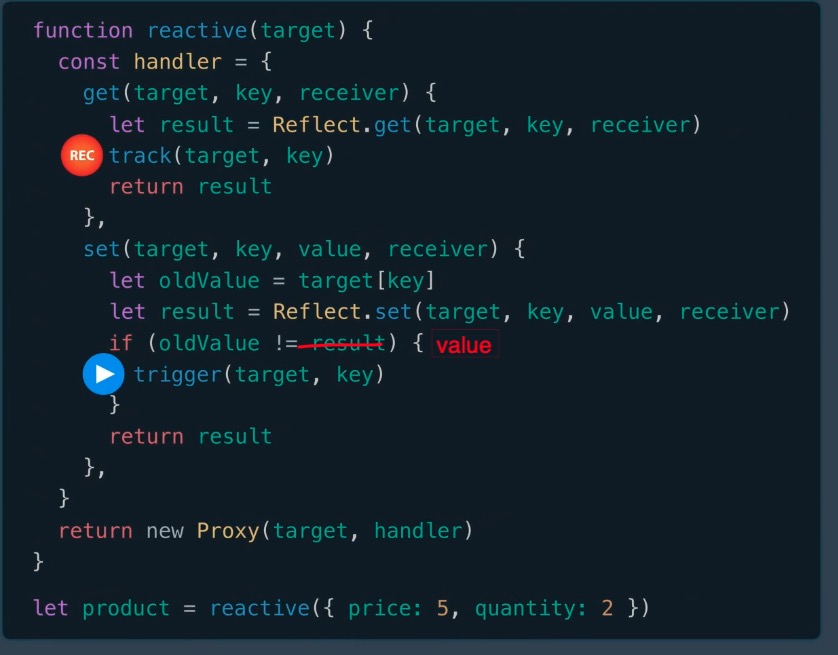 function reactive(target) {
const handler = {
get(target, key, receiver) {
let result = Reflect.get(target, key, receiver)
REC track(target, key)
return result
},
set(target, key, value, receiver) {
let oldValue = target[key]
let result = Reflect.set(target, key, value, receiver)
if (oldValue != result) { value
trigger(target, key)
}
return result
},
}
return new Proxy(target, handler)
}
let product = reactive({ price: 5, quantity: 2 })